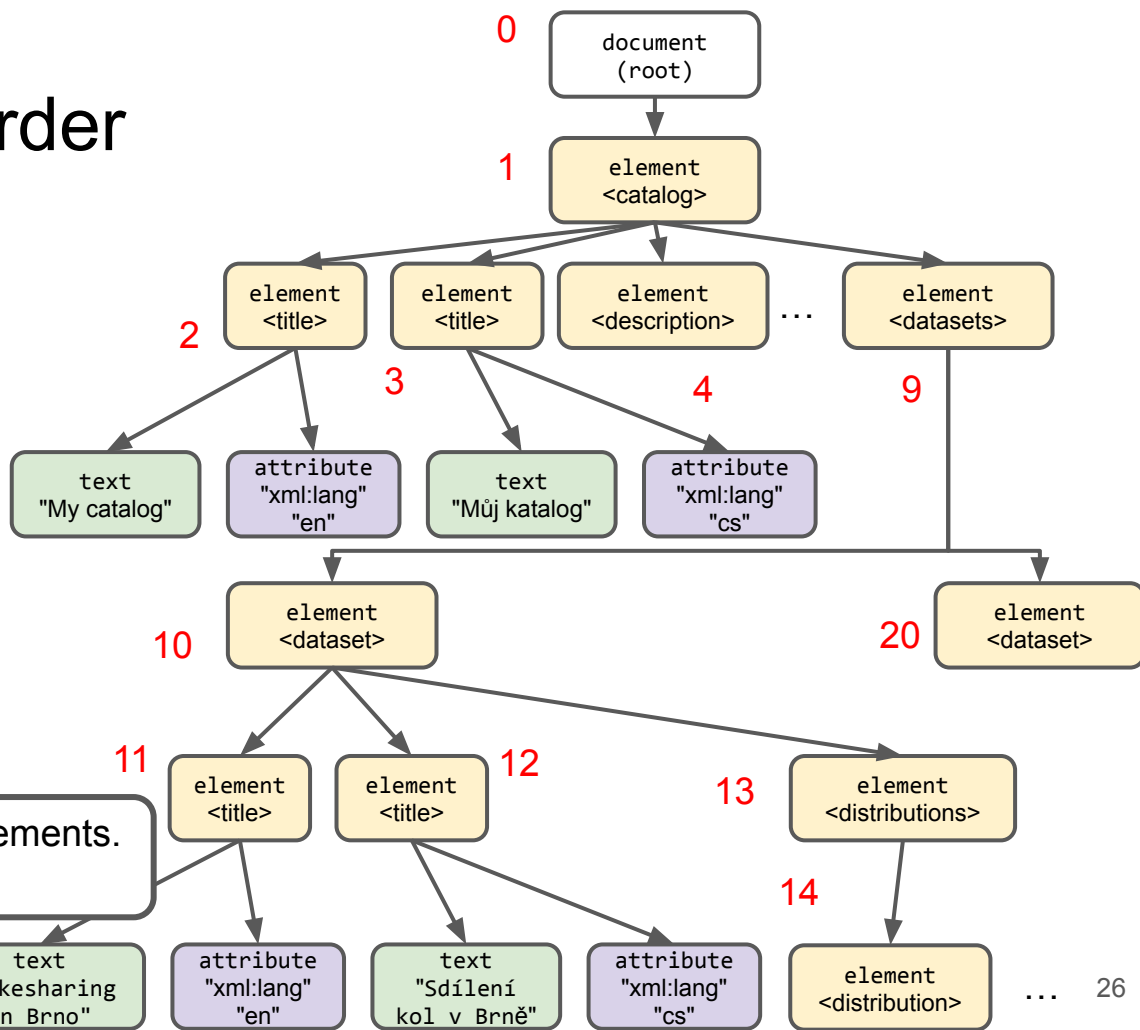 0
document
(root)
rder
1
element
<catalog>
element
<title>
element
<title>
element
<description>
...
element
<datasets>
2
3
4
9
text
"My catalog"
attribute
"xml:lang"
"en"
text
"Můj katalog"
attribute
"xml:lang"
"cs"
10
element
<dataset>
20
element
<dataset>
11
element
<title>
element
<title>
12
13
element
<distributions>
ements.
14
text
kesharing
n Brno"
attribute
"xml:lang"
"en"
text
"Sdílení
kol v Brně"
attribute
"xml:lang"
"cs"
element
<distribution>
...
26